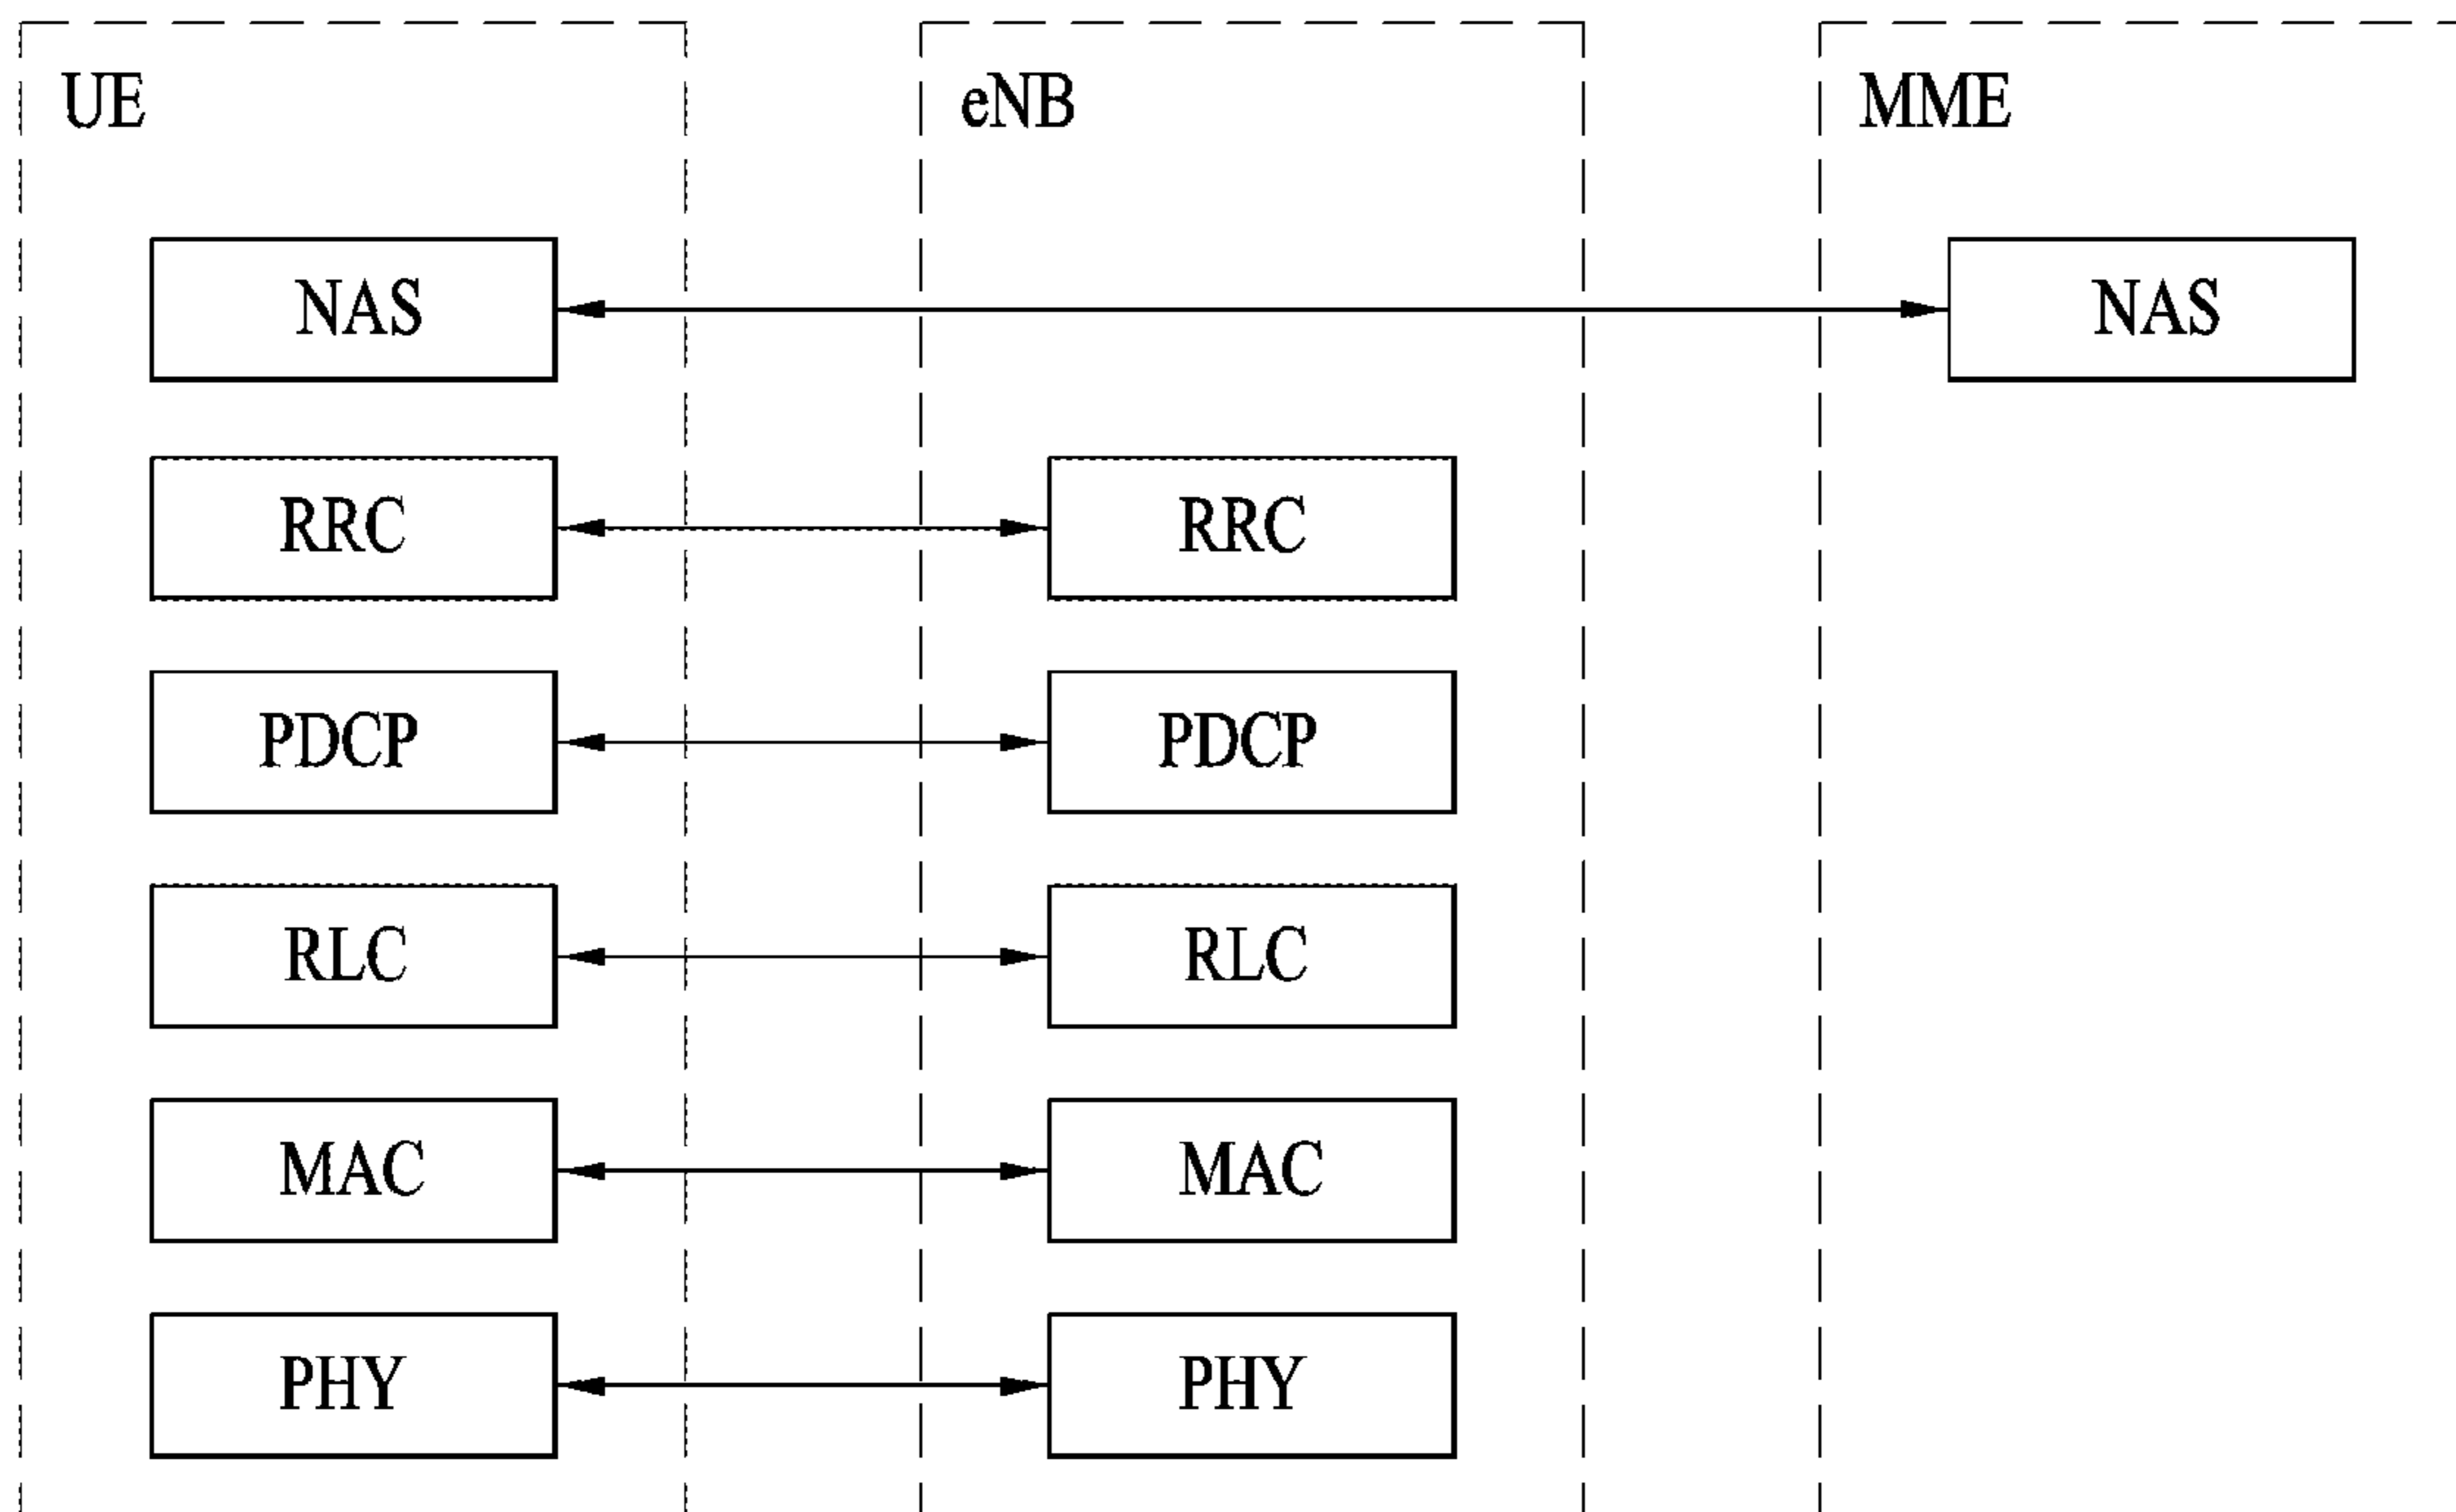 UE
eNB
MME
NAS
NAS
RRC
RRC
PDCP
PDCP
RLC
RLC
MAC
MAC
PHY
PHY